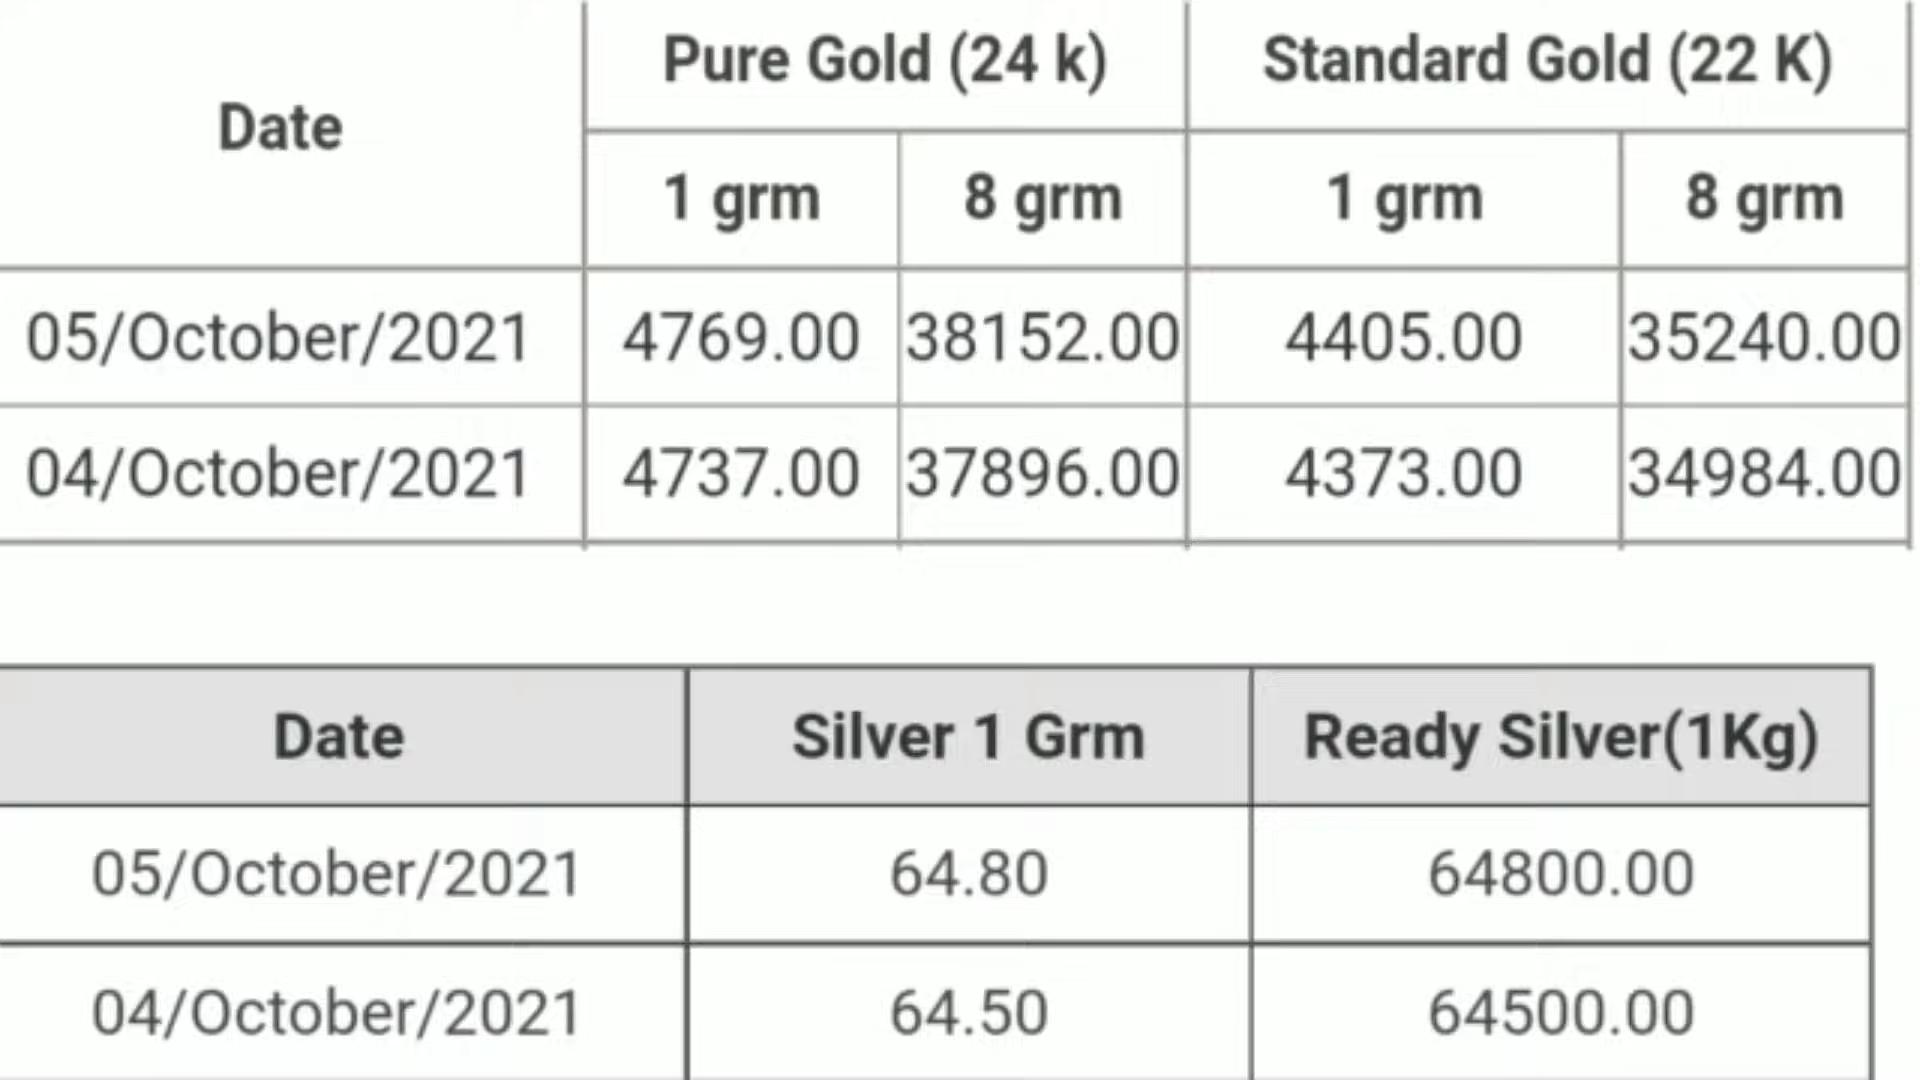 Date Pure Gold (24 k) Standard Gold (22 K)
1 grm 8 grm 1 grm 8 grm
05/October/2021 4769.00 38152.00 4405.00 35240.00
04/October/2021 4737.00 37896.00 4373.00 34984.00
Date Silver 1 Grm Ready Silver(1Kg)
05/October/2021 64.80 64800.00
04/October/2021 64.50 64500.00